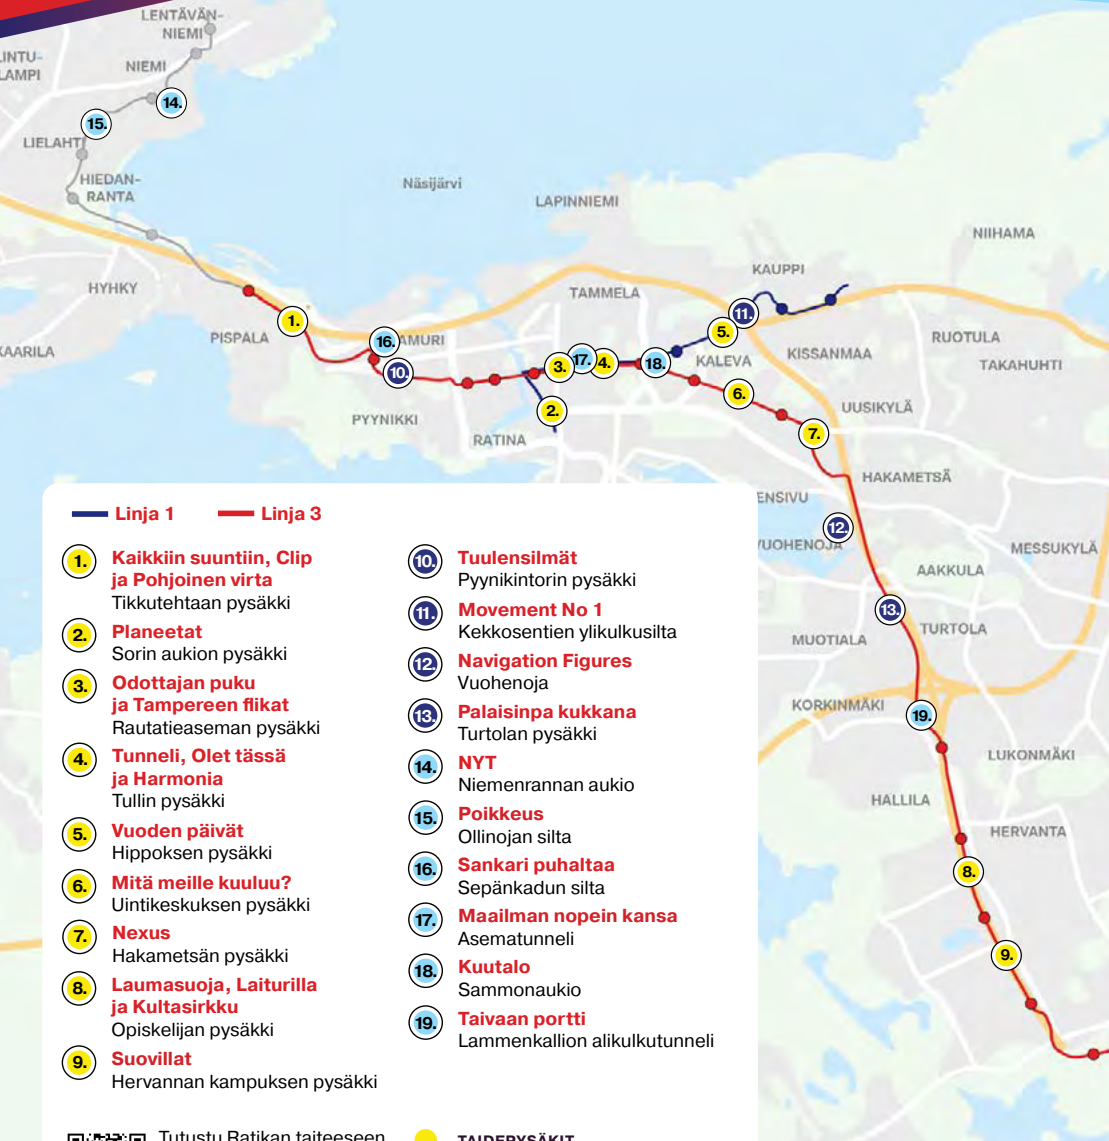 LENTÄVÄN-
NIEMI
NIEMI
14.
15.
LIELAHTI
HIEDAN-
RANTA
Näsijärvi
LAPINNIEMI
NIIHAMA
KAUPPI
HYHKY
TAMMELA
PISPALA
1.
16.
AMURI
10.
11.
5.
RUOTULA
KALEVA
KISSANMAA
TAKAHUHTI
3.
17.
4.
18.
6.
PYYNIKKI
2.
RATINA
7.
UUSIKYLÄ
HAKAMETSÄ
ENSIVU
12.
VUOHENOJA
MESSUKYLÄ
AAKKULA
13.
MUOTIALA
TURTOLA
KORKINMÄKI
19.
LUKONMÄKI
HALLILA
HERVANTA
8.
9.
Linja 1
Linja 3
1. Kaikkiin suuntiin, Clip
ja Pohjoinen virta
Tikkutehtaan pysäkki
2. Planeetat
Sorin aukion pysäkki
3. Odottajan puku
ja Tampereen flikat
Rautatieaseman pysäkki
4. Tunneli, Olet tässä
ja Harmonia
Tullin pysäkki
5. Vuoden päivät
Hippoksen pysäkki
6. Mitä meille kuuluu?
Uintikeskuksen pysäkki
7. Nexus
Hakametsän pysäkki
8. Laumasuoja, Laiturilla
ja Kultasirkku
Opiskelijan pysäkki
9. Suovillat
Hervannan kampuksen pysäkki
10. Tuulensilmät
Pyynikintorin pysäkki
11. Movement No 1
Kekkosentien ylikulkusilta
12. Navigation Figures
Vuohenoja
13. Palaisinpa kukkana
Turtolan pysäkki
14. NYT
Niemenrannan aukio
15. Poikkeus
Ollinojan silta
16. Sankari puhaltaa
Sepänkadun silta
17. Maailman nopein kansa
Asematunneli
18. Kuutalo
Sammonaukio
19. Taivaan portti
Lammenkallion alikulkutunneli
Tutustu Ratikan taiteeseen
TAIDEPYSÄKIT